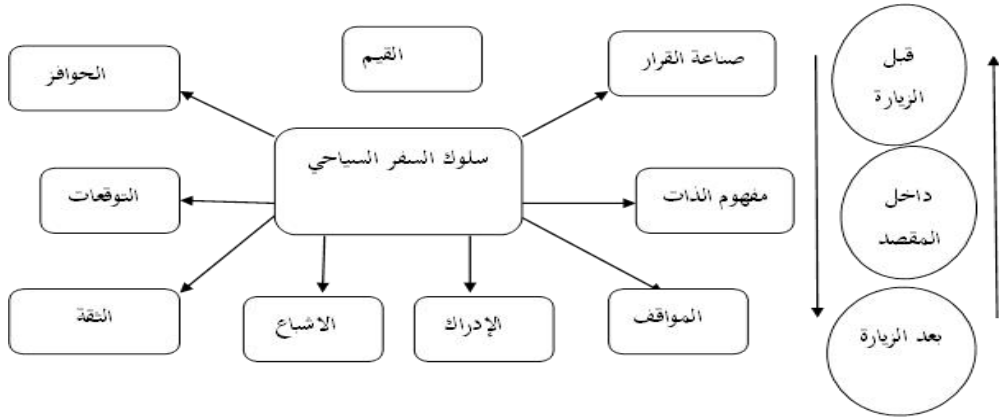 صناعة القرار
القيم
الحوافز
سلوك السفر السياحي
مفهوم الذات
التوقعات
المواقف
الإدراك
الاشباع
الثقة
قبل
الزيارة
داخل
المقصد
بعد الزيارة